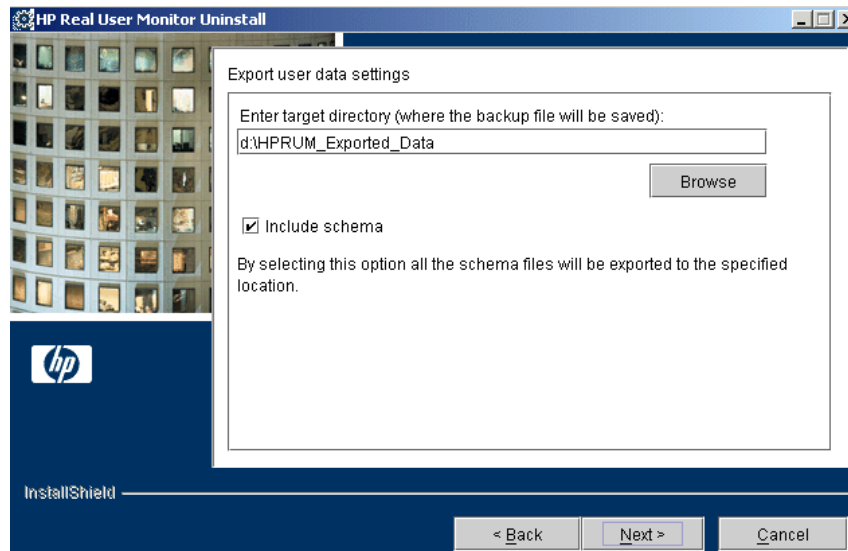 HP Real User Monitor Uninstall
Export user data settings
Enter target directory (where the backup file will be saved):
d:\HPRUM_Exported_Data
Browse
Include schema
By selecting this option all the schema files will be exported to the specified
location.
hp
InstallShield
< Back
Next >
Cancel